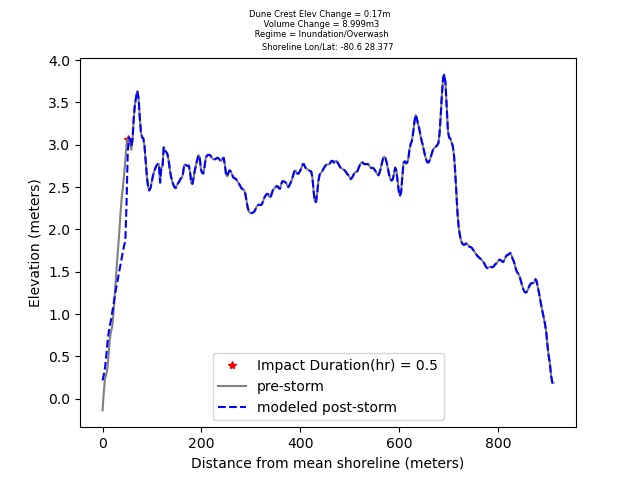 Dune Crest Elev Change = 0.17m
Volume Change = 8.999m3
Regime = Inundation/Overwash
Shoreline Lon/Lat: -80.6 28.377
4.0
3.5
3.0
2.5
2.0
1.5
1.0
0.5
0.0
Elevation (meters)
Impact Duration(hr) = 0.5
pre-storm
modeled post-storm
0 200 400 600 800
Distance from mean shoreline (meters)